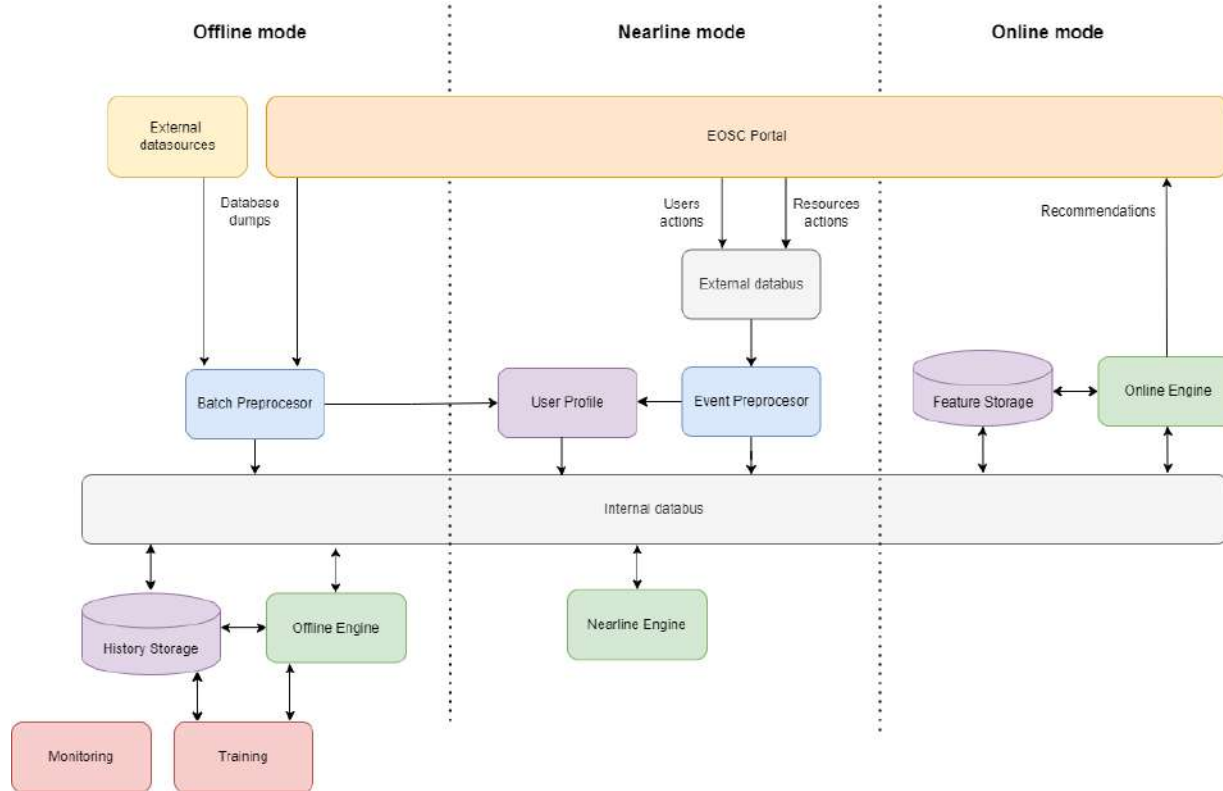 Offline mode
Nearline mode
Online mode
External
datasources
EOSC Portal
Database
dumps
Users
actions
Resources
actions
Recommendations
External databus
Batch Preprocesor
User Profile
Event Preprocesor
Feature Storage
Online Engine
Internal databus
History Storage
Offline Engine
Nearline Engine
Monitoring
Training